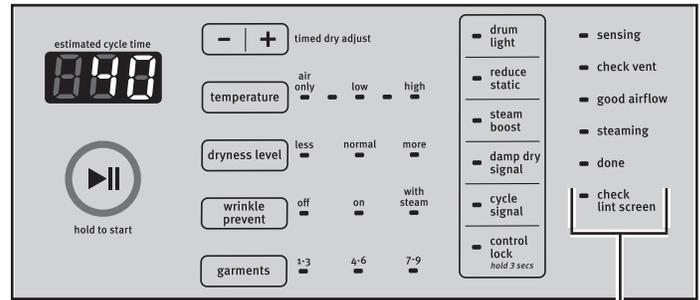 estimated cycle time
40
hold to start
− + timed dry adjust
temperature
air
only
low
high
dryness level
less
normal
more
wrinkle
prevent
off
on
with
steam
garments
1-3
4-6
7-9
drum
light
reduce
static
steam
boost
damp dry
signal
cycle
signal
control
lock
hold 3 secs
sensing
check vent
good airflow
steaming
done
check
lint screen